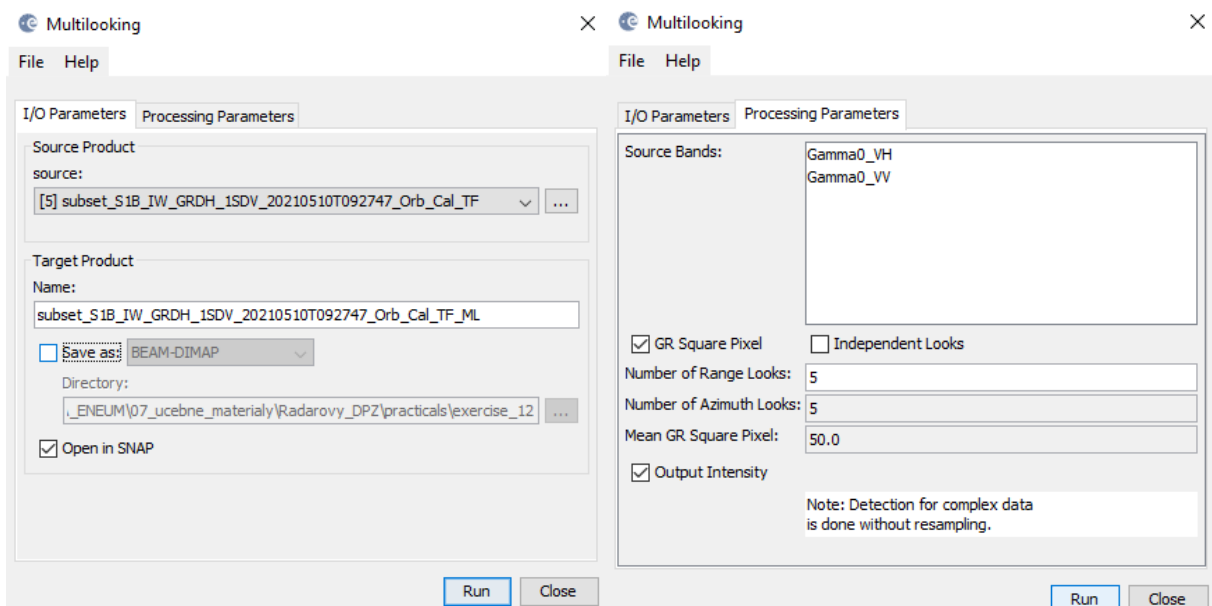 Multilooking
File Help
I/O Parameters Processing Parameters
Source Product
source:
[5] subset_S1B_IW_GRDH_1SDV_20210510T092747_Orb_Cal_TF ...
Target Product
Name:
subset_S1B_IW_GRDH_1SDV_20210510T092747_Orb_Cal_TF_ML
Save as: BEAM-DIMAP
Directory:
_ENEUM\07_ucebne_materialy\Radarovy_DPZ\practicals\exercise_12 ...
Open in SNAP
Run Close
Multilooking
File Help
I/O Parameters Processing Parameters
Source Bands:
Gamma0_VH
Gamma0_VV
GR Square Pixel Independent Looks
Number of Range Looks: 5
Number of Azimuth Looks: 5
Mean GR Square Pixel: 50.0
Output Intensity
Note: Detection for complex data
is done without resampling.
Run Close